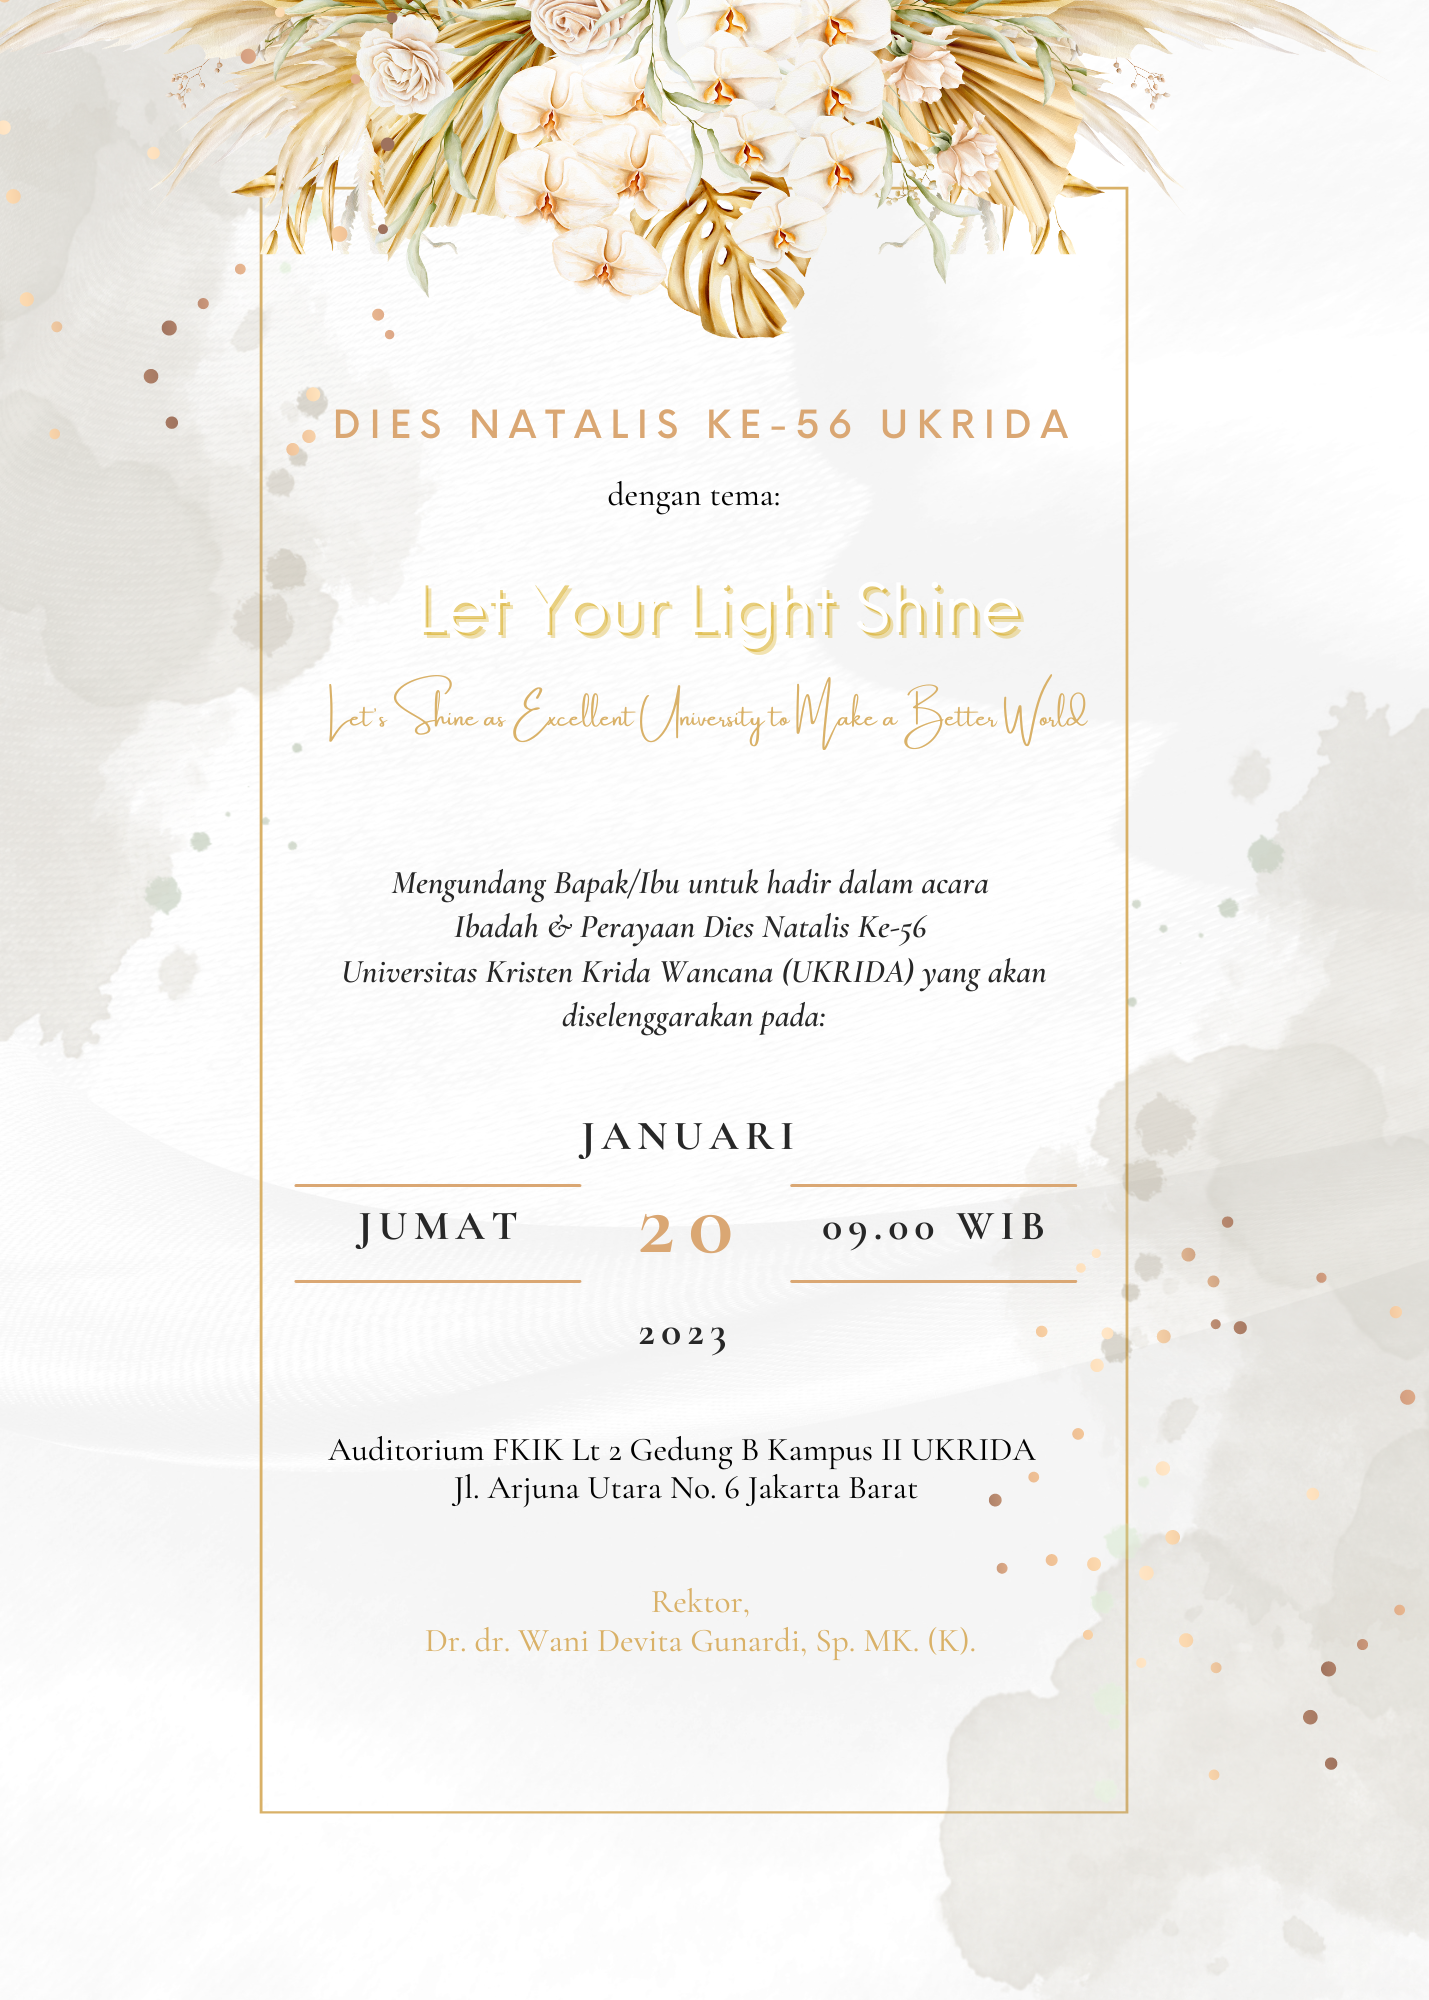 DIES NATALIS KE-56 UKRIDA
dengan tema:
Let Your Light Shine
Let's Shine as Excellent University to Make a Better World
Mengundang Bapak/Ibu untuk hadir dalam acara
Ibadah & Perayaan Dies Natalis Ke-56
Universitas Kristen Krida Wancana (UKRIDA) yang akan
diselenggarakan pada:
JANUARI
JUMAT 20 09.00 WIB
2023
Auditorium FKIK Lt 2 Gedung B Kampus II UKRIDA
Jl. Arjuna Utara No. 6 Jakarta Barat
Rektor,
Dr. dr. Wani Devita Gunardi, Sp. MK. (K).